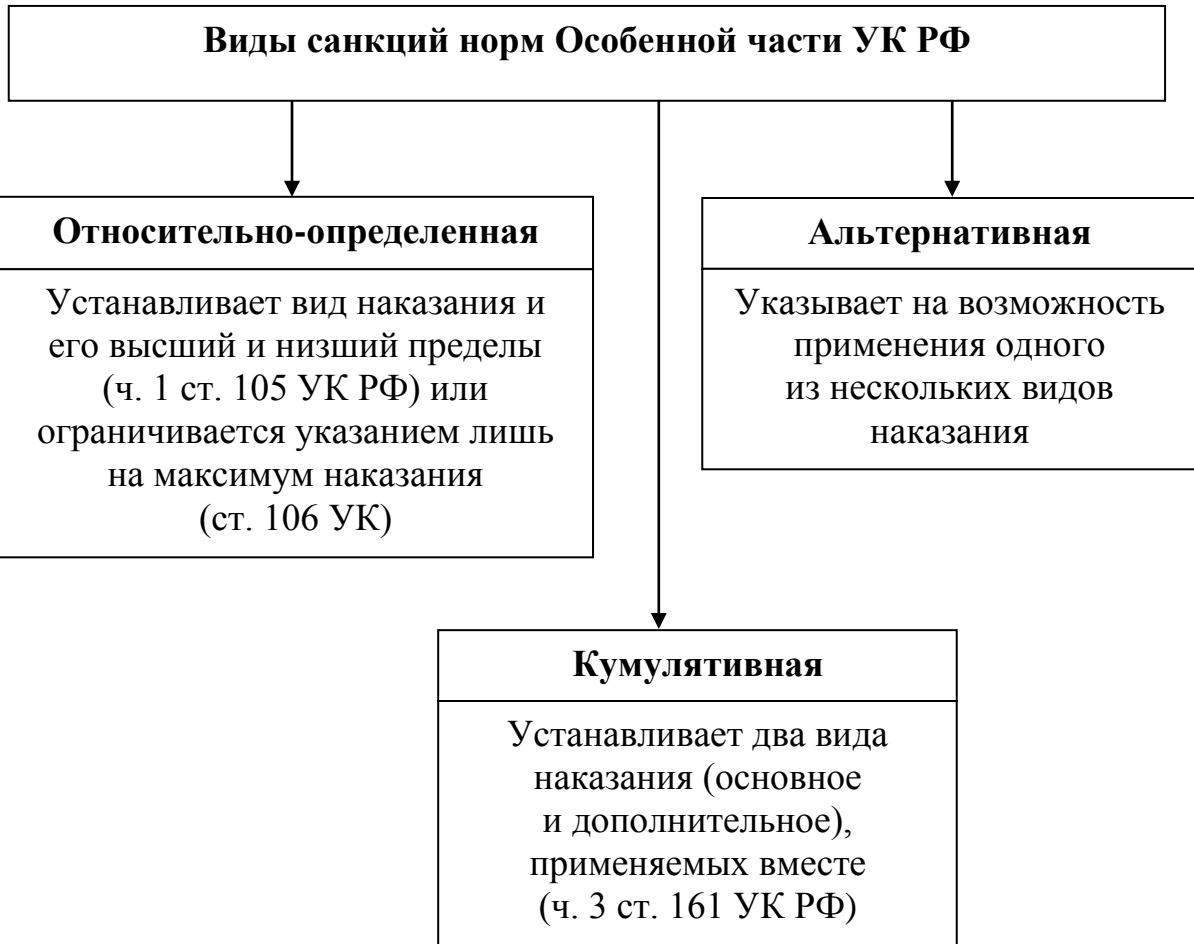 Виды санкций норм Особенной части УК РФ
Относительно-определенная
Устанавливает вид наказания и
его высший и низший пределы
(ч. 1 ст. 105 УК РФ) или
ограничивается указанием лишь
на максимум наказания
(ст. 106 УК)
Альтернативная
Указывает на возможность
применения одного
из нескольких видов
наказания
Кумулятивная
Устанавливает два вида
наказания (основное
и дополнительное),
применяемых вместе
(ч. 3 ст. 161 УК РФ)